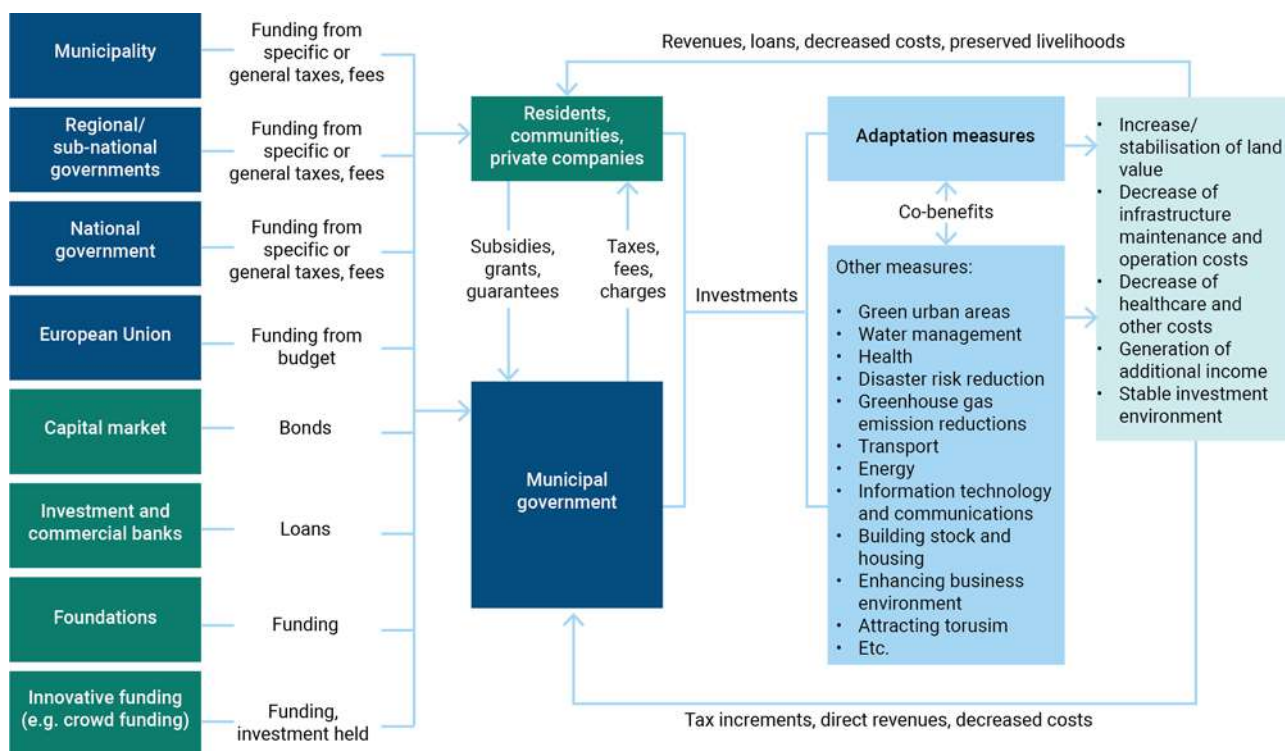 Municipality
Funding from
specific or
general taxes, fees
Regional/
sub-national
governments
Funding from
specific or
general taxes, fees
National
government
Funding from
specific or
general taxes, fees
European Union
Funding from
budget
Capital market
Bonds
Investment and
commercial banks
Loans
Foundations
Funding
Innovative funding
(e.g. crowd funding)
Funding,
investment held
Revenues, loans, decreased costs, preserved livelihoods
Residents,
communities,
private companies
Subsidies,
grants,
guarantees
Taxes,
fees,
charges
Municipal
government
Investments
Adaptation measures
Co-benefits
Other measures:
• Green urban areas
• Water management
• Health
• Disaster risk reduction
• Greenhouse gas
emission reductions
• Transport
• Energy
• Information technology
and communications
• Building stock and
housing
• Enhancing business
environment
• Attracting torusim
• Etc.
• Increase/
stabilisation of land
value
• Decrease of
infrastructure
maintenance and
operation costs
• Decrease of
healthcare and
other costs
• Generation of
additional income
• Stable investment
environment
Tax increments, direct revenues, decreased costs